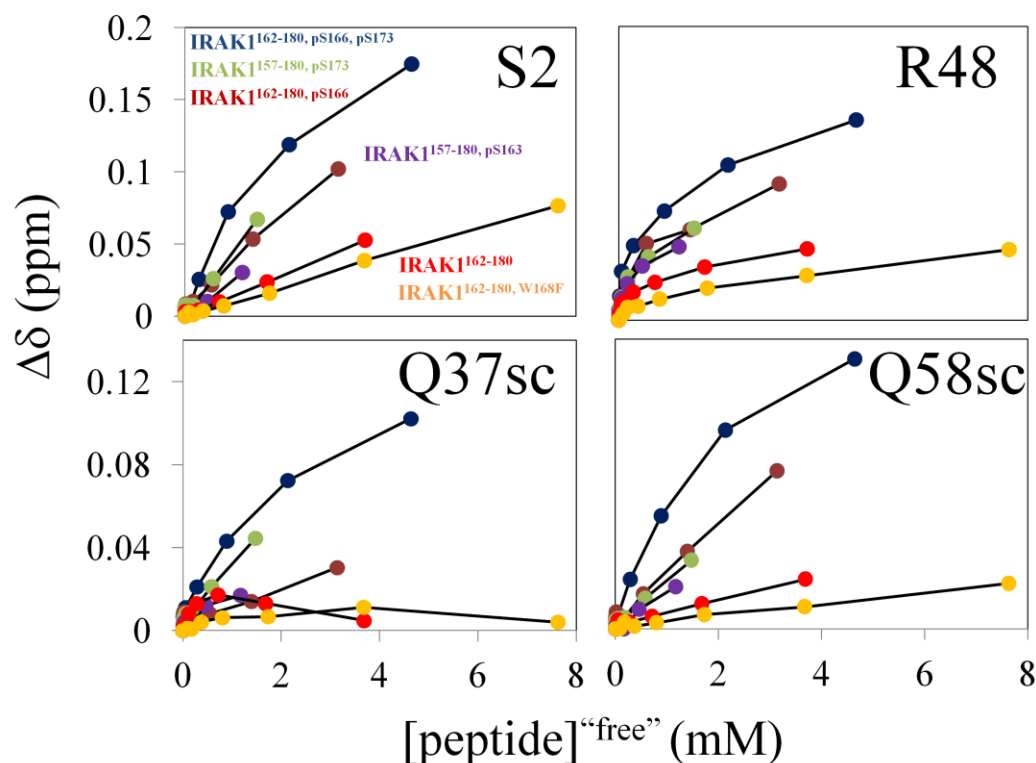 Δδ (ppm)
0.2
0.15
0.1
0.05
0
IRAK1162-180, pS166, pS173
IRAK1157-180, pS173
IRAK1162-180, pS166
S2
IRAK1157-180, pS163
IRAK1162-180
IRAK1162-180, W168F
R48
0.12
0.08
0.04
0
Q37sc
Q58sc
0 2 4 6 8
0 2 4 6 8
[peptide]“free” (mM)